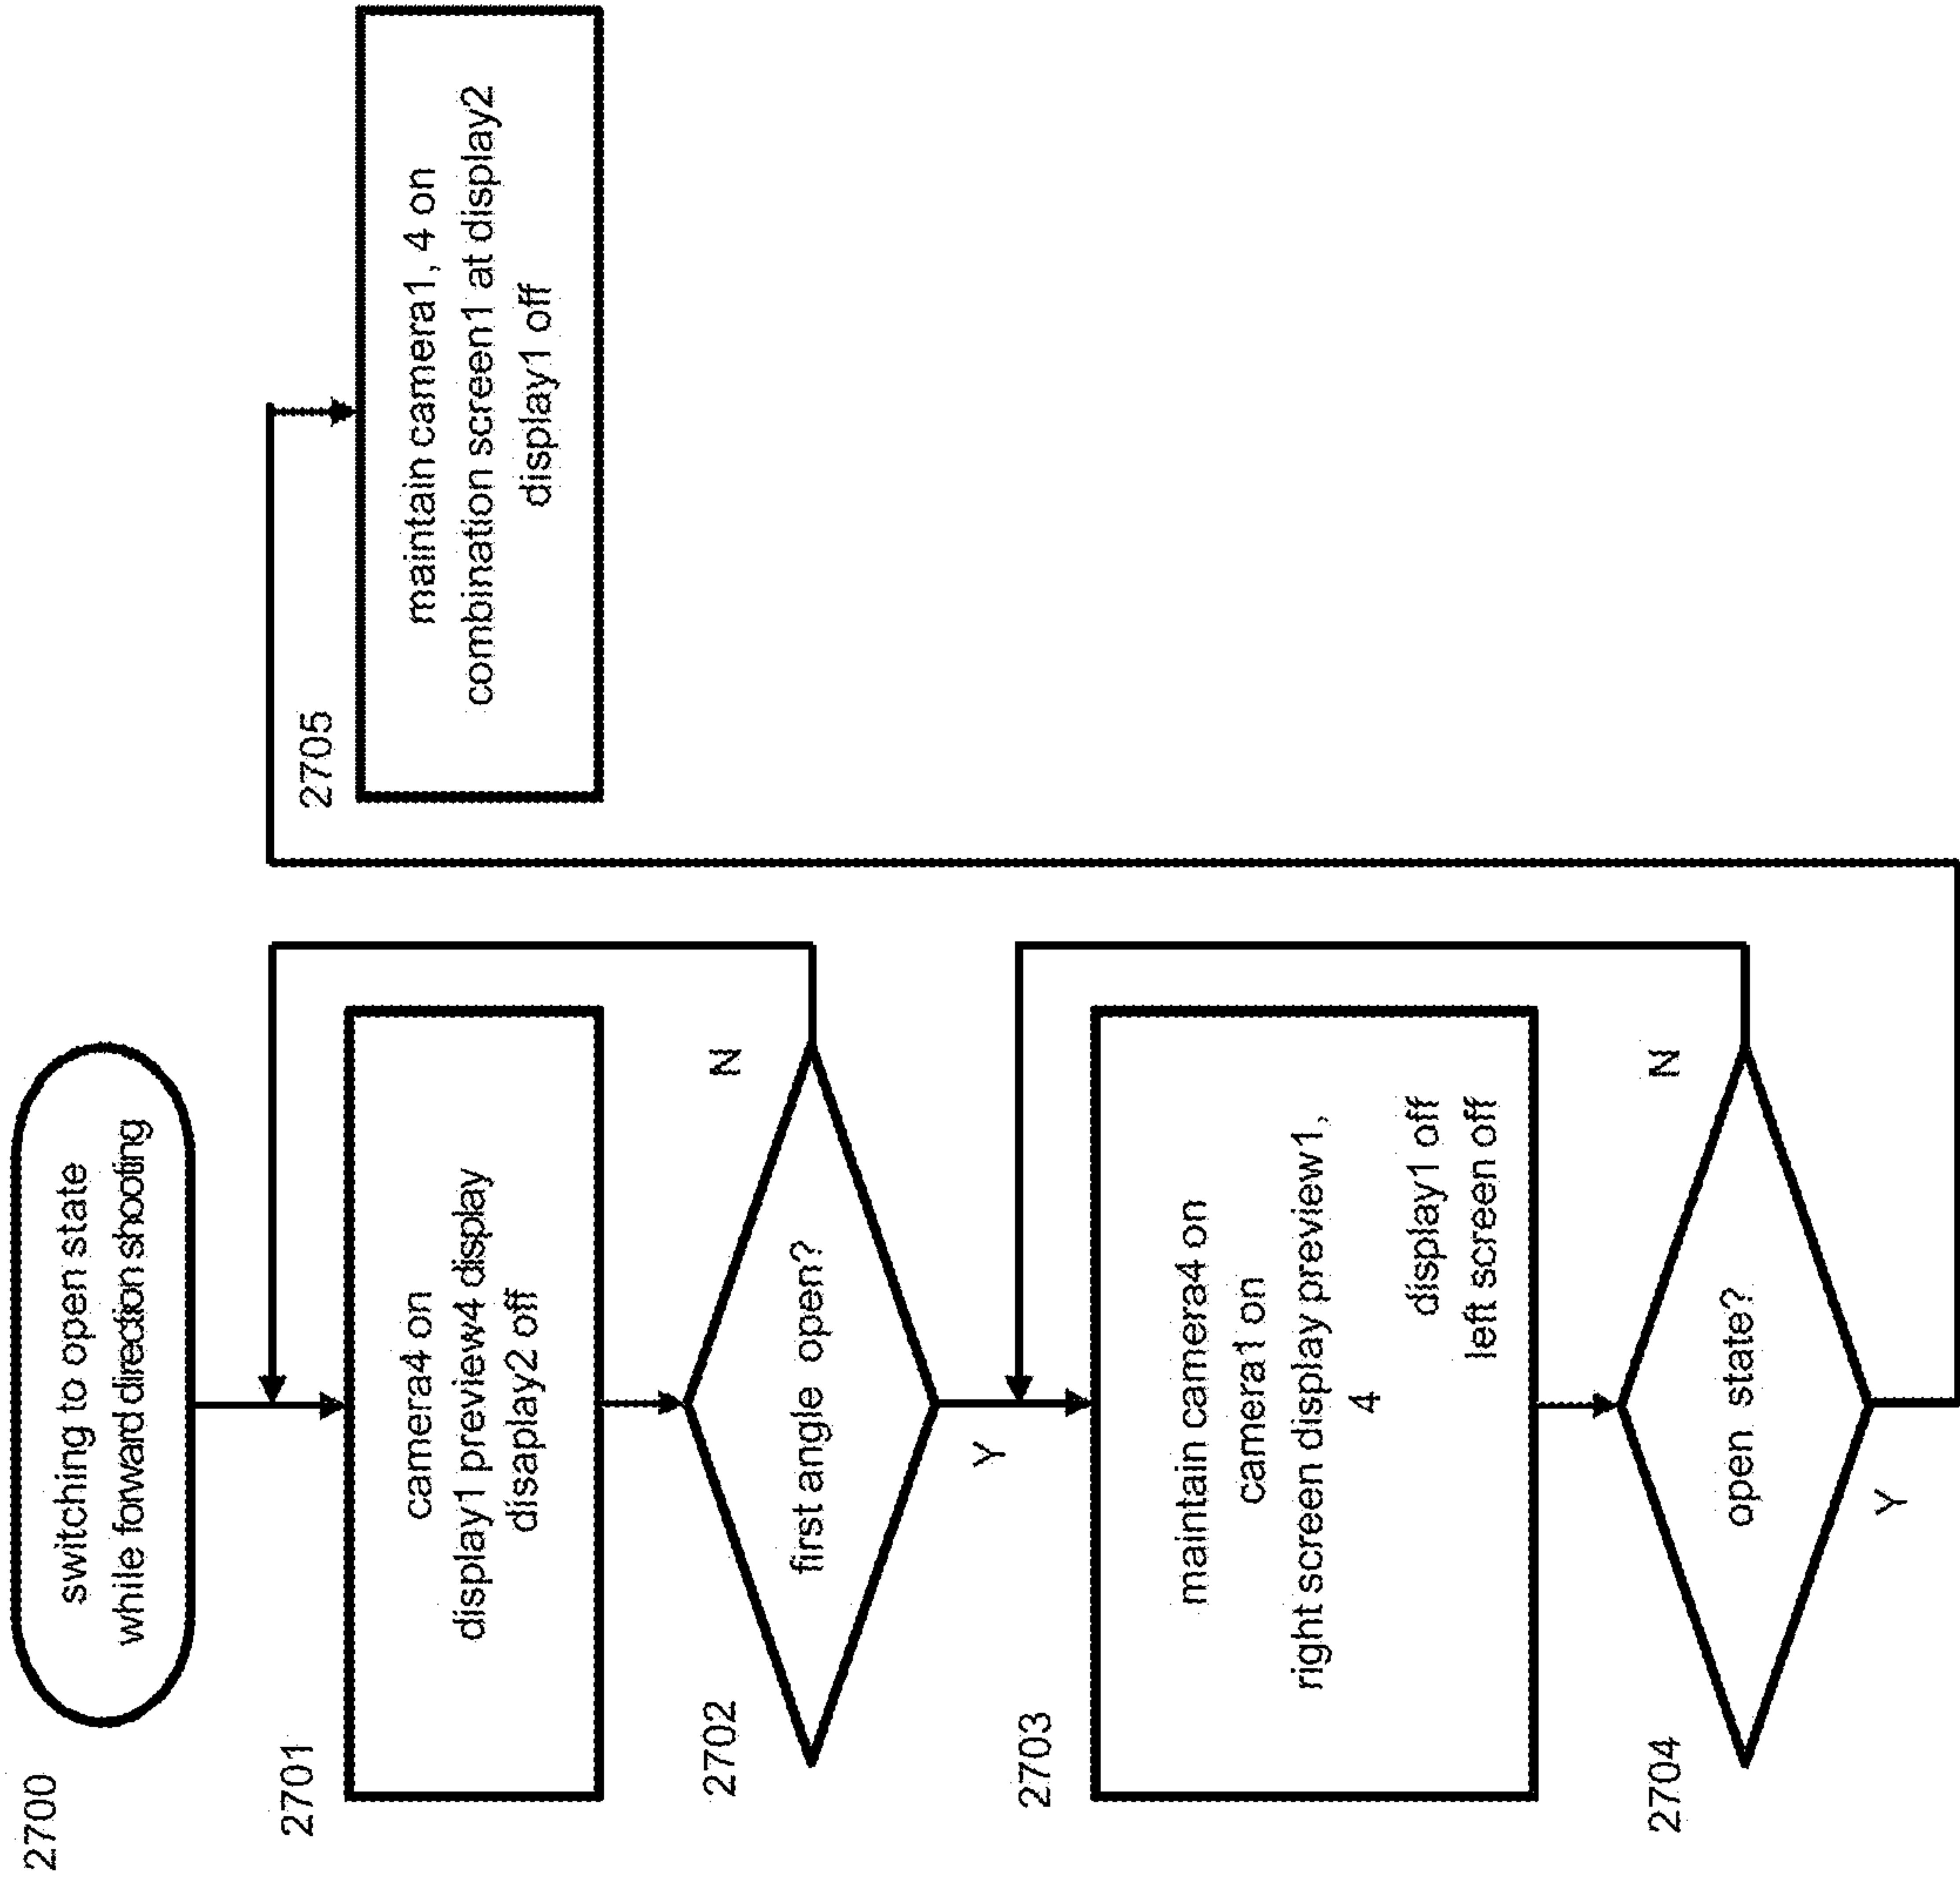 2700
switching to open state
while forward direction shooting
2701
camera4 on
display1 preview4 display
disaplay2 off
2702
first angle open?
N
Y
2703
maintain camera4 on
camera1 on
right screen display preview1,
4
display1 off
left screen off
2704
open state?
N
Y
2705
maintain camera1, 4 on
combination screen1 at display2
display1 off